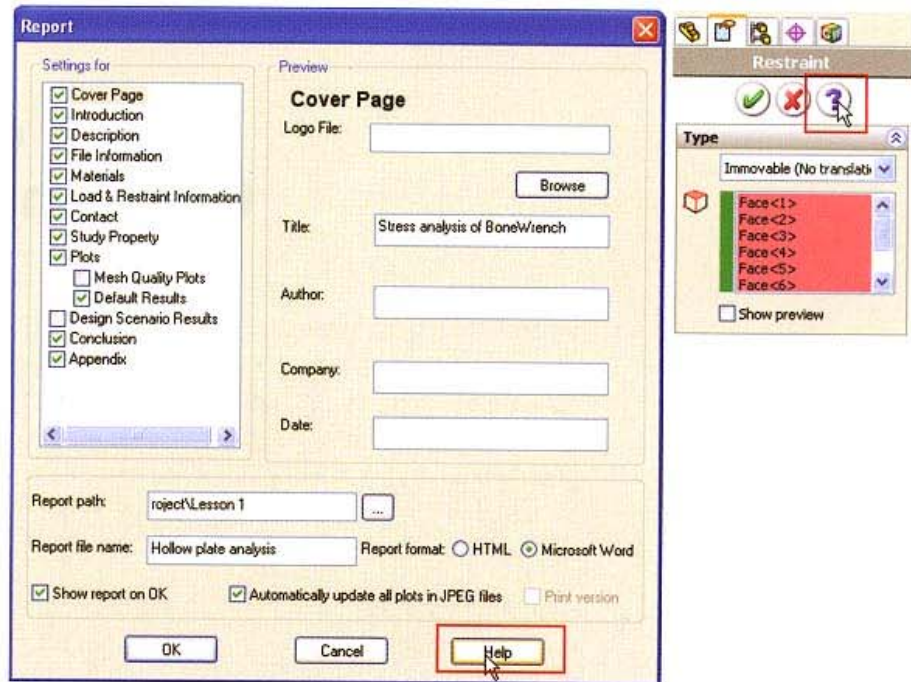 Report
Settings for
Cover Page
Introduction
Description
File Information
Materials
Load & Restraint Information
Contact
Study Property
Plots
Mesh Quality Plots
Default Results
Design Scenario Results
Conclusion
Appendix
Preview
Cover Page
Logo File:
Browse
Title:
Stress analysis of BoneWrench
Author:
Company:
Date:
Report path:
roject\Lesson 1
...
Report file name:
Hollow plate analysis
Report format:
HTML
Microsoft Word
Show report on OK
Automatically update all plots in JPEG files
Print version
OK
Cancel
Help
Restraint
?
Type
Immovable (No translati
Face<1>
Face<2>
Face<3>
Face<4>
Face<5>
Face<6>
Show preview